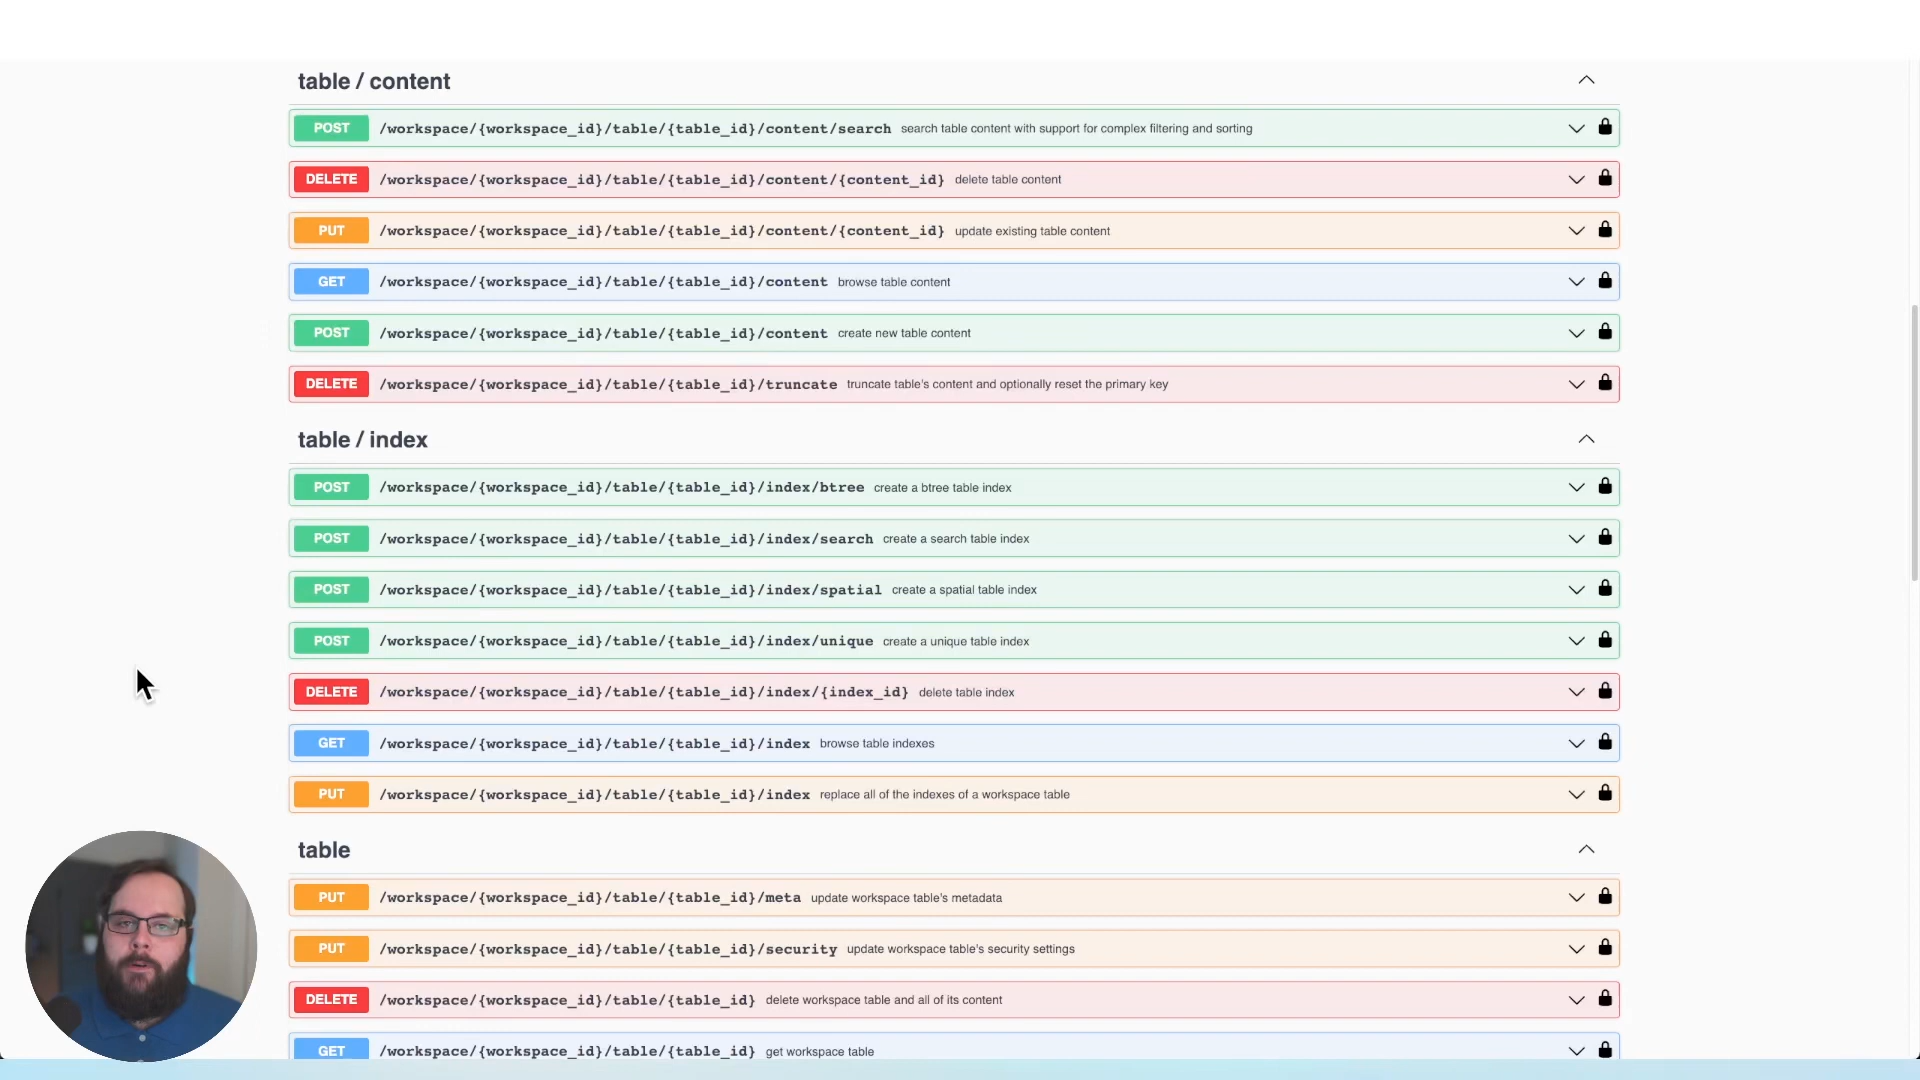 table / content
POST /workspace/{workspace_id}/table/{table_id}/content/search search table content with support for complex filtering and sorting
DELETE /workspace/{workspace_id}/table/{table_id}/content/{content_id} delete table content
PUT /workspace/{workspace_id}/table/{table_id}/content/{content_id} update existing table content
GET /workspace/{workspace_id}/table/{table_id}/content browse table content
POST /workspace/{workspace_id}/table/{table_id}/content create new table content
DELETE /workspace/{workspace_id}/table/{table_id}/truncate truncate table's content and optionally reset the primary key
table / index
POST /workspace/{workspace_id}/table/{table_id}/index/btree create a btree table index
POST /workspace/{workspace_id}/table/{table_id}/index/search create a search table index
POST /workspace/{workspace_id}/table/{table_id}/index/spatial create a spatial table index
POST /workspace/{workspace_id}/table/{table_id}/index/unique create a unique table index
DELETE /workspace/{workspace_id}/table/{table_id}/index/{index_id} delete table index
GET /workspace/{workspace_id}/table/{table_id}/index browse table indexes
PUT /workspace/{workspace_id}/table/{table_id}/index replace all of the indexes of a workspace table
table
PUT /workspace/{workspace_id}/table/{table_id}/meta update workspace table's metadata
PUT /workspace/{workspace_id}/table/{table_id}/security update workspace table's security settings
DELETE /workspace/{workspace_id}/table/{table_id} delete workspace table and all of its content
GET /workspace/{workspace_id}/table/{table_id} get workspace table